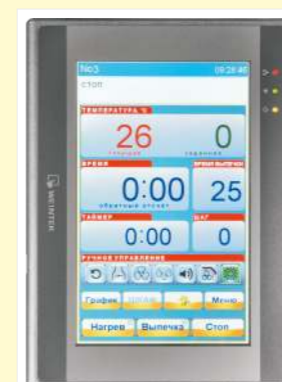 No3 09:28:46
стоп
ТЕМПЕРАТУРА °C
26 0
текущая заданная
ВРЕМЯ ВРЕМЯ ВЫПЕЧКИ
0:00 25
обратный отсчет
ТАЙМЕР ШАГ
0:00 0
РУЧНОЕ УПРАВЛЕНИЕ
График Меню
Нагрев Выпечка Стоп
WEINTEK